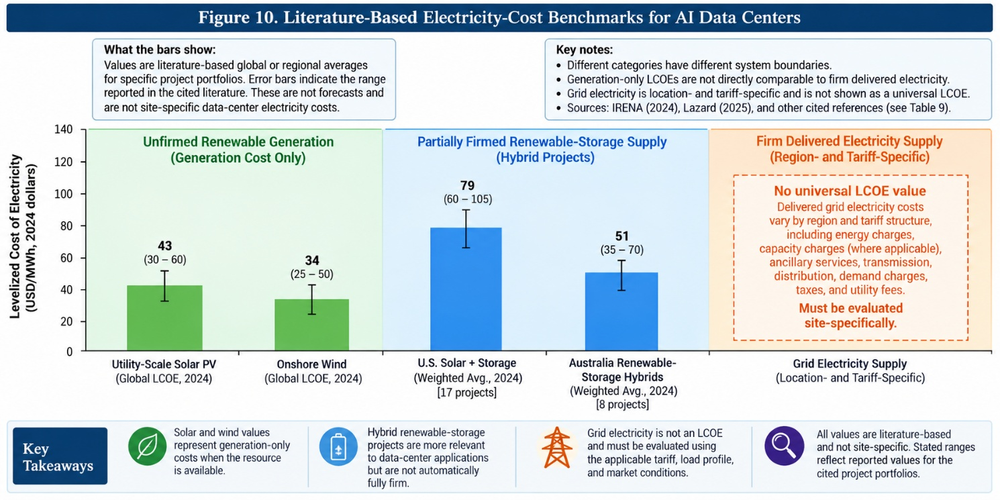 Figure 10. Literature-Based Electricity-Cost Benchmarks for AI Data Centers
What the bars show:
Values are literature-based global or regional averages
for specific project portfolios. Error bars indicate the range
reported in the cited literature. These are not forecasts and
are not site-specific data-center electricity costs.
Key notes:
• Different categories have different system boundaries.
• Generation-only LCOEs are not directly comparable to firm delivered electricity.
• Grid electricity is location- and tariff-specific and is not shown as a universal LCOE.
• Sources: IRENA (2024), Lazard (2025), and other cited references (see Table 9).
Levelized Cost of Electricity
(USD/MWh, 2024 dollars)
140
120
100
80
60
40
20
0
Unfirmed Renewable Generation
(Generation Cost Only)
43
(30 – 60)
34
(25 – 50)
Partially Firmed Renewable-Storage Supply
(Hybrid Projects)
79
(60 – 105)
51
(35 – 70)
Firm Delivered Electricity Supply
(Region- and Tariff-Specific)
No universal LCOE value
Delivered grid electricity costs
vary by region and tariff structure,
including energy charges,
capacity charges (where applicable),
ancillary services, transmission,
distribution, demand charges,
taxes, and utility fees.
Must be evaluated
site-specifically.
Utility-Scale Solar PV
(Global LCOE, 2024)
Onshore Wind
(Global LCOE, 2024)
U.S. Solar + Storage
(Weighted Avg., 2024)
[17 projects]
Australia Renewable-
Storage Hybrids
(Weighted Avg., 2024)
[8 projects]
Grid Electricity Supply
(Location- and Tariff-Specific)
Key
Takeaways
Solar and wind values
represent generation-only
costs when the resource
is available.
Hybrid renewable-storage
projects are more relevant
to data-center applications
but are not automatically
fully firm.
Grid electricity is not an LCOE
and must be evaluated using
the applicable tariff, load profile,
and market conditions.
All values are literature-based
and not site-specific. Stated ranges
reflect reported values for the
cited project portfolios.